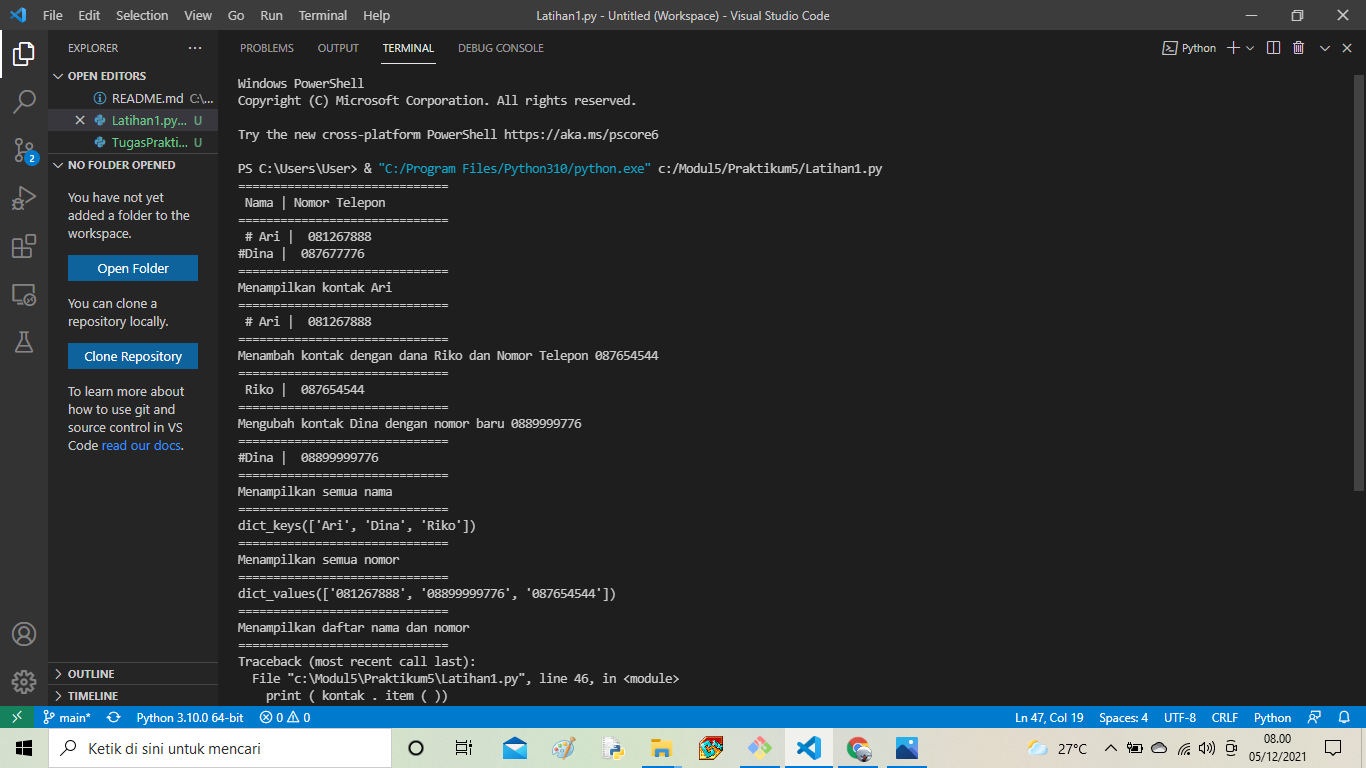 File Edit Selection View Go Run Terminal Help
Latihan1.py - Untitled (Workspace) - Visual Studio Code
EXPLORER
OPEN EDITORS
README.md C:\...
Latihan1.py... U
TugasPrakti... U
NO FOLDER OPENED
You have not yet
added a folder to the
workspace.
Open Folder
You can clone a
repository locally.
Clone Repository
To learn more about
how to use git and
source control in VS
Code read our docs.
OUTLINE
TIMELINE
2
PROBLEMS OUTPUT TERMINAL DEBUG CONSOLE
Python
Windows PowerShell
Copyright (C) Microsoft Corporation. All rights reserved.
Try the new cross-platform PowerShell https://aka.ms/pscore6
PS C:\Users\User> & "C:/Program Files/Python310/python.exe" c:/Modul5/Praktikum5/Latihan1.py
==============================
Nama | Nomor Telepon
==============================
# Ari |  081267888
#Dina |  087677776
==============================
Menampilkan kontak Ari
==============================
# Ari |  081267888
==============================
Menambah kontak dengan dana Riko dan Nomor Telepon 087654544
==============================
Riko |  087654544
==============================
Mengubah kontak Dina dengan nomor baru 0889999776
==============================
#Dina |  08899999776
==============================
Menampilkan semua nama
==============================
dict_keys(['Ari', 'Dina', 'Riko'])
==============================
Menampilkan semua nomor
==============================
dict_values(['081267888', '08899999776', '087654544'])
==============================
Menampilkan daftar nama dan nomor
==============================
Traceback (most recent call last):
  File "c:\Modul5\Praktikum5\Latihan1.py", line 46, in <module>
    print ( kontak . item ( ))
main* Python 3.10.0 64-bit 0 0
Ln 47, Col 19 Spaces: 4 UTF-8 CRLF Python
Ketik di sini untuk mencari
27°C
08.00
05/12/2021